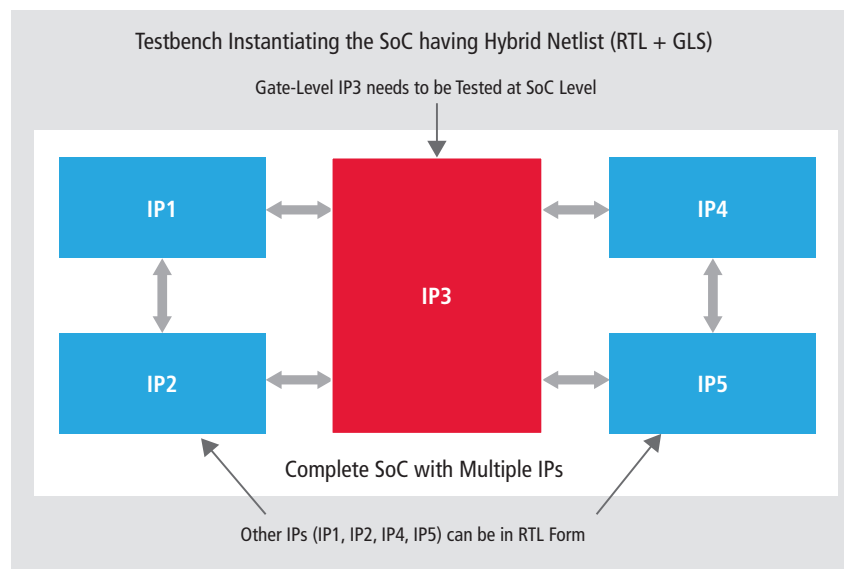 Testbench Instantiating the SoC having Hybrid Netlist (RTL + GLS)
Gate-Level IP3 needs to be Tested at SoC Level
IP1
IP4
IP3
IP2
IP5
Complete SoC with Multiple IPs
Other IPs (IP1, IP2, IP4, IP5) can be in RTL Form